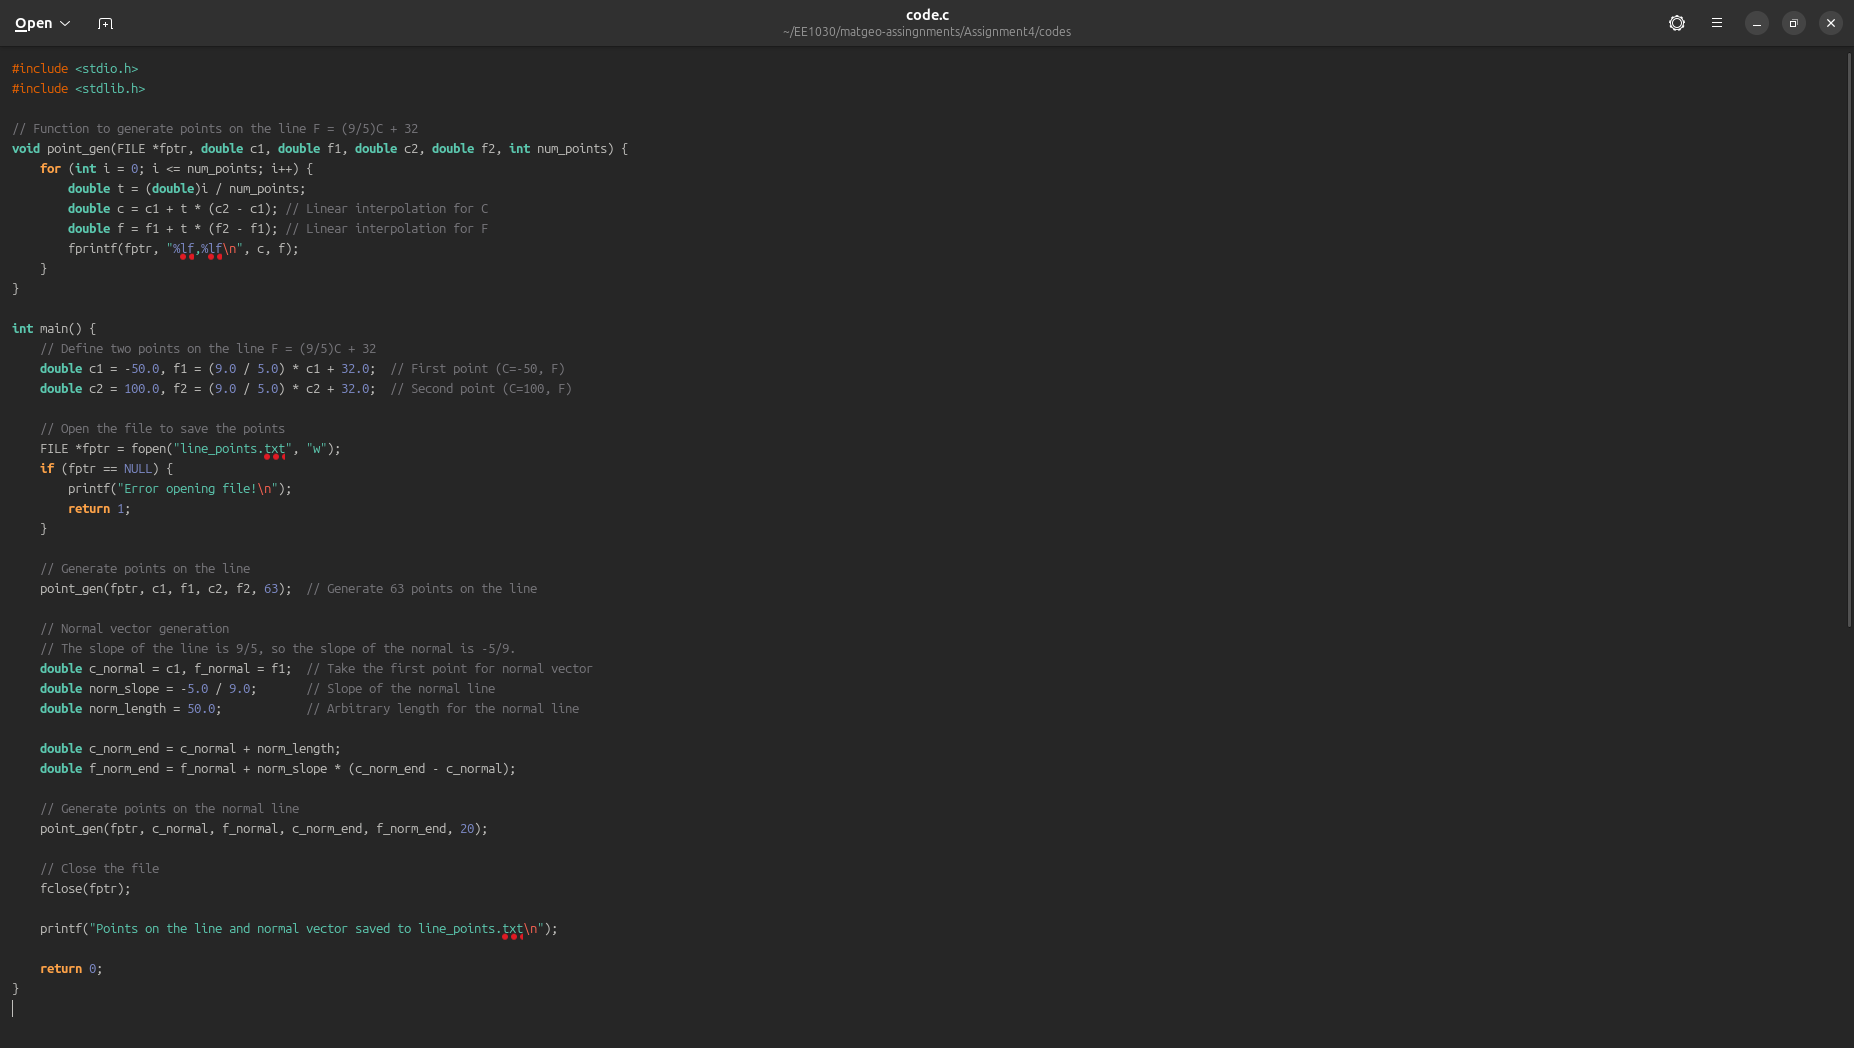 Open
code.c
~/EE1030/matgeo-assingnments/Assignment4/codes
#include <stdio.h>
#include <stdlib.h>

// Function to generate points on the line F = (9/5)C + 32
void point_gen(FILE *fptr, double c1, double f1, double c2, double f2, int num_points) {
    for (int i = 0; i <= num_points; i++) {
        double t = (double)i / num_points;
        double c = c1 + t * (c2 - c1); // Linear interpolation for C
        double f = f1 + t * (f2 - f1); // Linear interpolation for F
        fprintf(fptr, "%lf,%lf\n", c, f);
    }
}

int main() {
    // Define two points on the line F = (9/5)C + 32
    double c1 = -50.0, f1 = (9.0 / 5.0) * c1 + 32.0;  // First point (C=-50, F)
    double c2 = 100.0, f2 = (9.0 / 5.0) * c2 + 32.0;  // Second point (C=100, F)

    // Open the file to save the points
    FILE *fptr = fopen("line_points.txt", "w");
    if (fptr == NULL) {
        printf("Error opening file!\n");
        return 1;
    }

    // Generate points on the line
    point_gen(fptr, c1, f1, c2, f2, 63);  // Generate 63 points on the line

    // Normal vector generation
    // The slope of the line is 9/5, so the slope of the normal is -5/9.
    double c_normal = c1, f_normal = f1;  // Take the first point for normal vector
    double norm_slope = -5.0 / 9.0;       // Slope of the normal line
    double norm_length = 50.0;            // Arbitrary length for the normal line

    double c_norm_end = c_normal + norm_length;
    double f_norm_end = f_normal + norm_slope * (c_norm_end - c_normal);

    // Generate points on the normal line
    point_gen(fptr, c_normal, f_normal, c_norm_end, f_norm_end, 20);

    // Close the file
    fclose(fptr);

    printf("Points on the line and normal vector saved to line_points.txt\n");

    return 0;
}